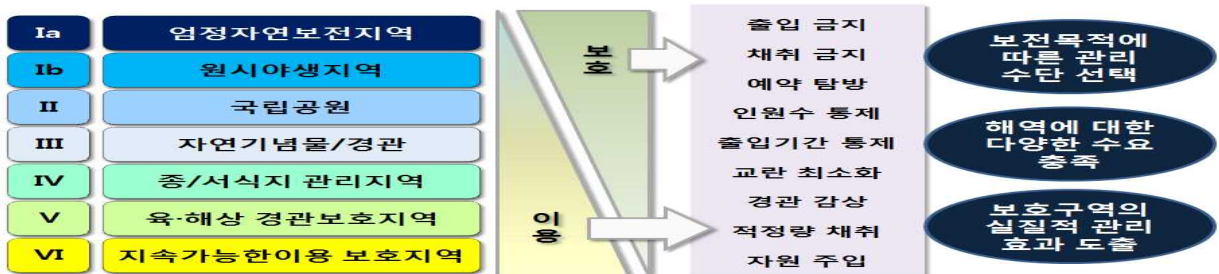 Ia 엄정자연보전지역
Ib 원시야생지역
II 국립공원
III 자연기념물/경관
IV 종/서식지 관리지역
V 육·해상 경관보호지역
VI 지속가능한이용 보호지역
보호
이용
출입 금지
채취 금지
예약 탐방
인원수 통제
출입기간 통제
교란 최소화
경관 감상
적정량 채취
자원 주입
보전목적에
따른 관리
수단 선택
해역에 대한
다양한 수요
충족
보호구역의
실질적 관리
효과 도출